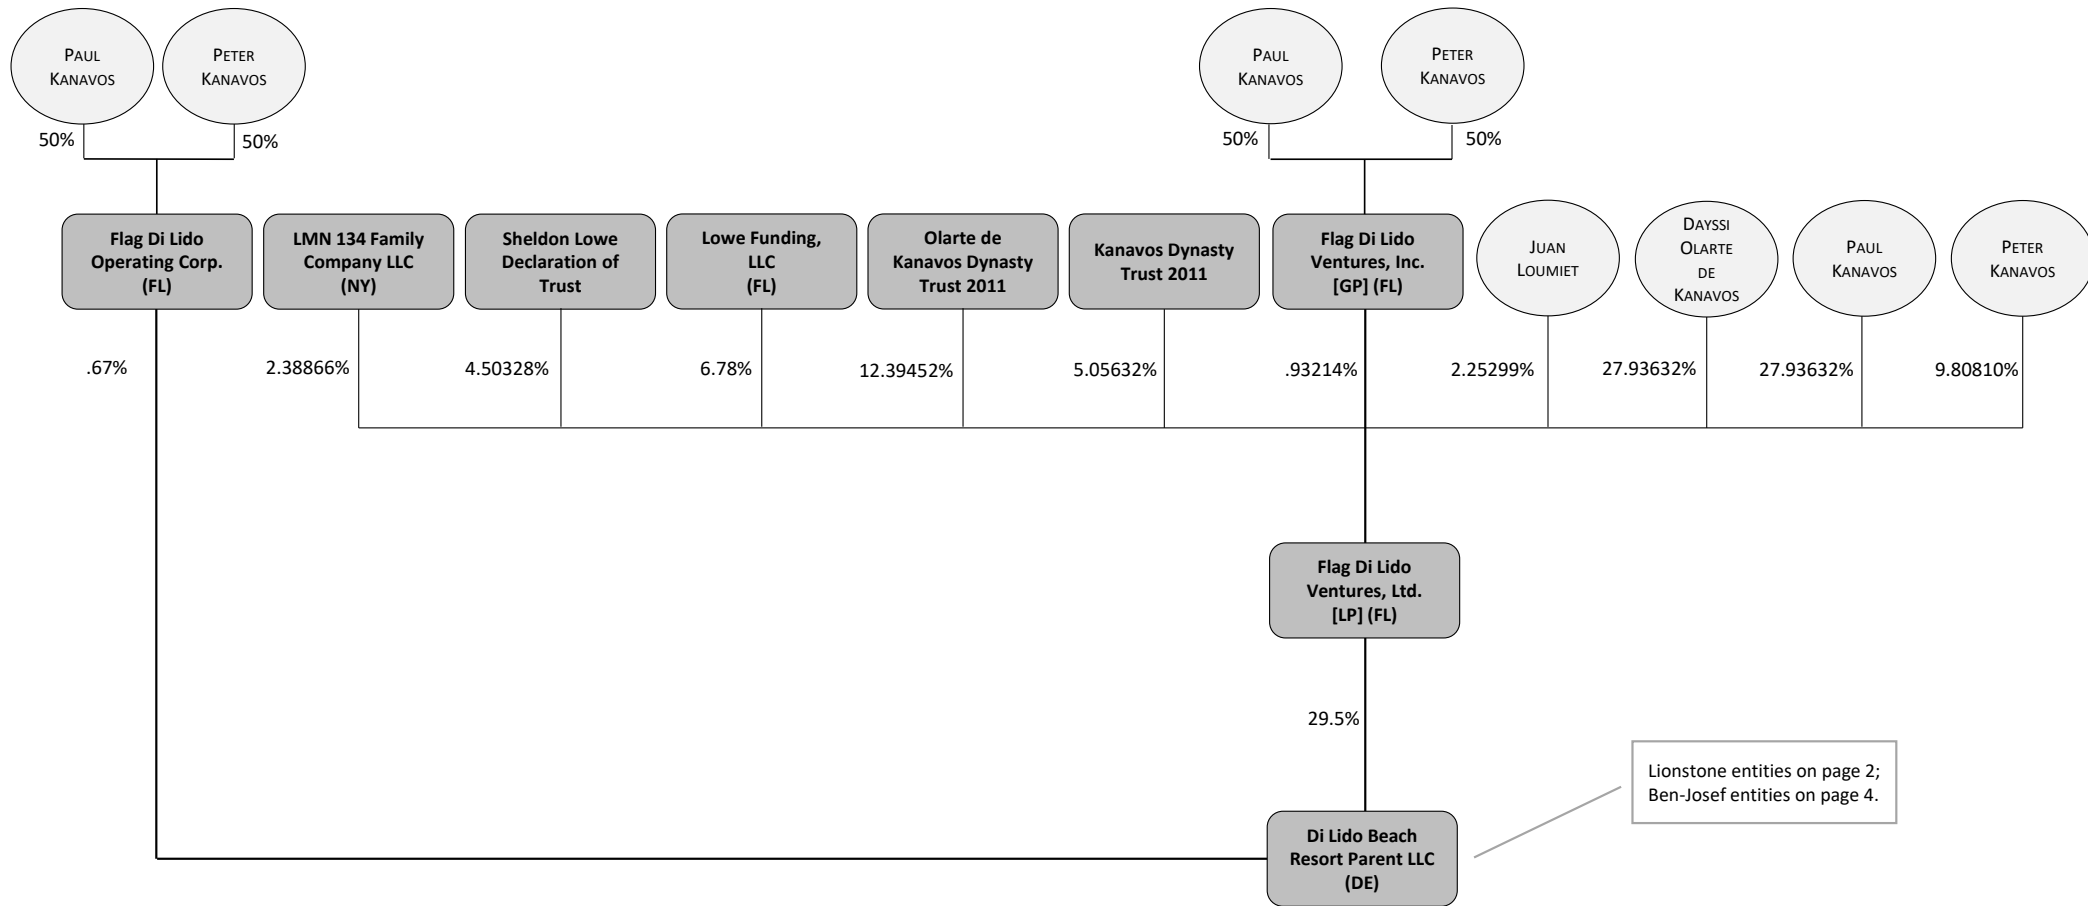 PAUL
KANAVOS
PETER
KANAVOS
PAUL
KANAVOS
PETER
KANAVOS
50%
50%
50%
50%
Flag Di Lido
Operating Corp.
(FL)
LMN 134 Family
Company LLC
(NY)
Sheldon Lowe
Declaration of
Trust
Lowe Funding,
LLC
(FL)
Olarte de
Kanavos Dynasty
Trust 2011
Kanavos Dynasty
Trust 2011
Flag Di Lido
Ventures, Inc.
[GP] (FL)
JUAN
LOUMIET
DAYSSI
OLARTE
DE
KANAVOS
PAUL
KANAVOS
PETER
KANAVOS
.67%
2.38866%
4.50328%
6.78%
12.39452%
5.05632%
.93214%
2.25299%
27.93632%
27.93632%
9.80810%
Flag Di Lido
Ventures, Ltd.
[LP] (FL)
29.5%
Lionstone entities on page 2;
Ben-Josef entities on page 4.
Di Lido Beach
Resort Parent LLC
(DE)